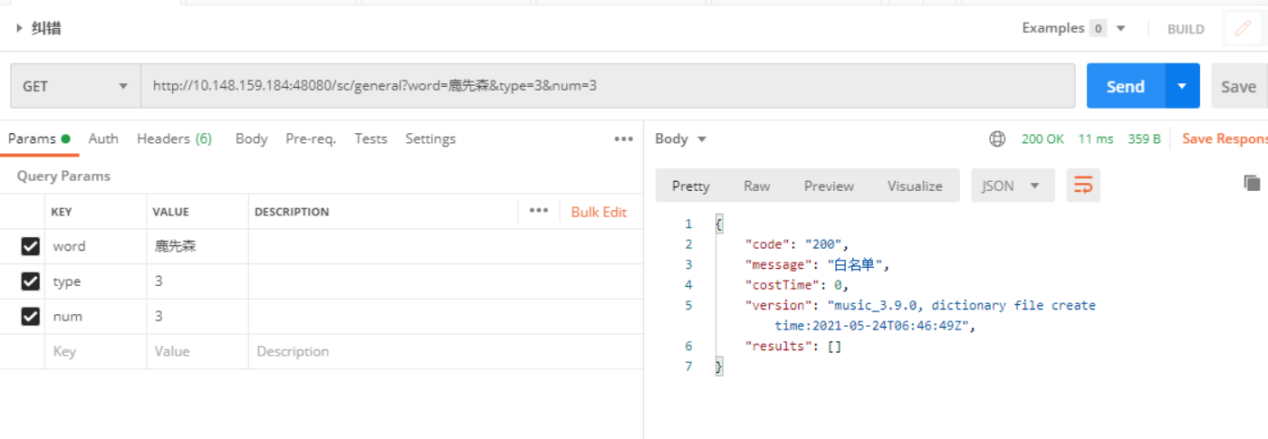 纠错
Examples 0
BUILD
GET
http://10.148.159.184:48080/sc/general?word=鹿先森&type=3&num=3
Send
Save
Params
Auth
Headers (6)
Body
Pre-req.
Tests
Settings
Query Params
KEY VALUE DESCRIPTION
Bulk Edit
word 鹿先森
type 3
num 3
Key Value Description
Body
200 OK 11 ms 359 B
Save Respons
Pretty Raw Preview Visualize
JSON
1 {
2 "code": "200",
3 "message": "白名单",
4 "costTime": 0,
5 "version": "music_3.9.0, dictionary file create
time:2021-05-24T06:46:49Z",
6 "results": []
7 }